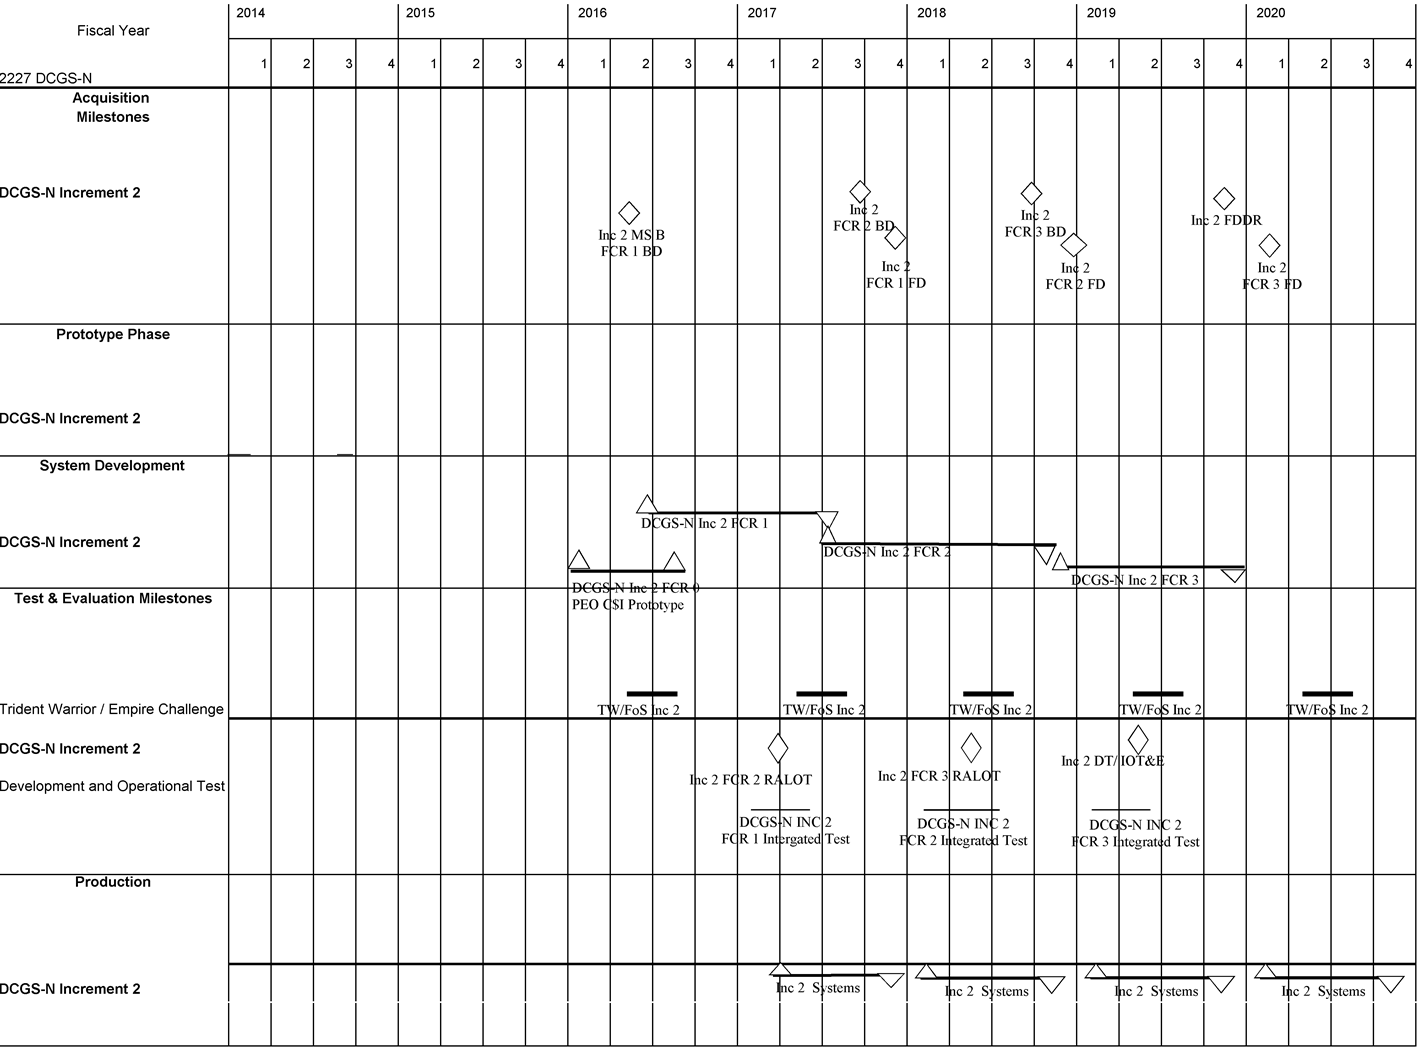 2014 2015 2016 2017 2018 2019 2020
Fiscal Year
1 2 3 4 1 2 3 4 1 2 3 4 1 2 3 4 1 2 3 4 1 2 3 4 1 2 3 4
2227 DCGS-N
Acquisition
Milestones
DCGS-N Increment 2
Inc 2 MS B
FCR 1 BD
Inc 2
FCR 2 BD
Inc 2
FCR 1 FD
Inc 2
FCR 3 BD
Inc 2
FCR 2 FD
Inc 2 FDDR
Inc 2
FCR 3 FD
Prototype Phase
DCGS-N Increment 2
System Development
DCGS-N Inc 2 FCR 1
DCGS-N Increment 2
DCGS-N Inc 2 FCR 2
DCGS-N Inc 2 FCR 3
DCGS-N Inc 2 FCR 0
PEO C$I Prototype
Test & Evaluation Milestones
Trident Warrior / Empire Challenge
TW/FoS Inc 2 TW/FoS Inc 2 TW/FoS Inc 2 TW/FoS Inc 2 TW/FoS Inc 2
DCGS-N Increment 2
Inc 2 FCR 2 RALOT
Inc 2 FCR 3 RALOT
Inc 2 DT/ IOT&E
Development and Operational Test
DCGS-N INC 2
FCR 1 Intergated Test
DCGS-N INC 2
FCR 2 Integrated Test
DCGS-N INC 2
FCR 3 Integrated Test
Production
DCGS-N Increment 2
Inc 2 Systems Inc 2 Systems Inc 2 Systems Inc 2 Systems